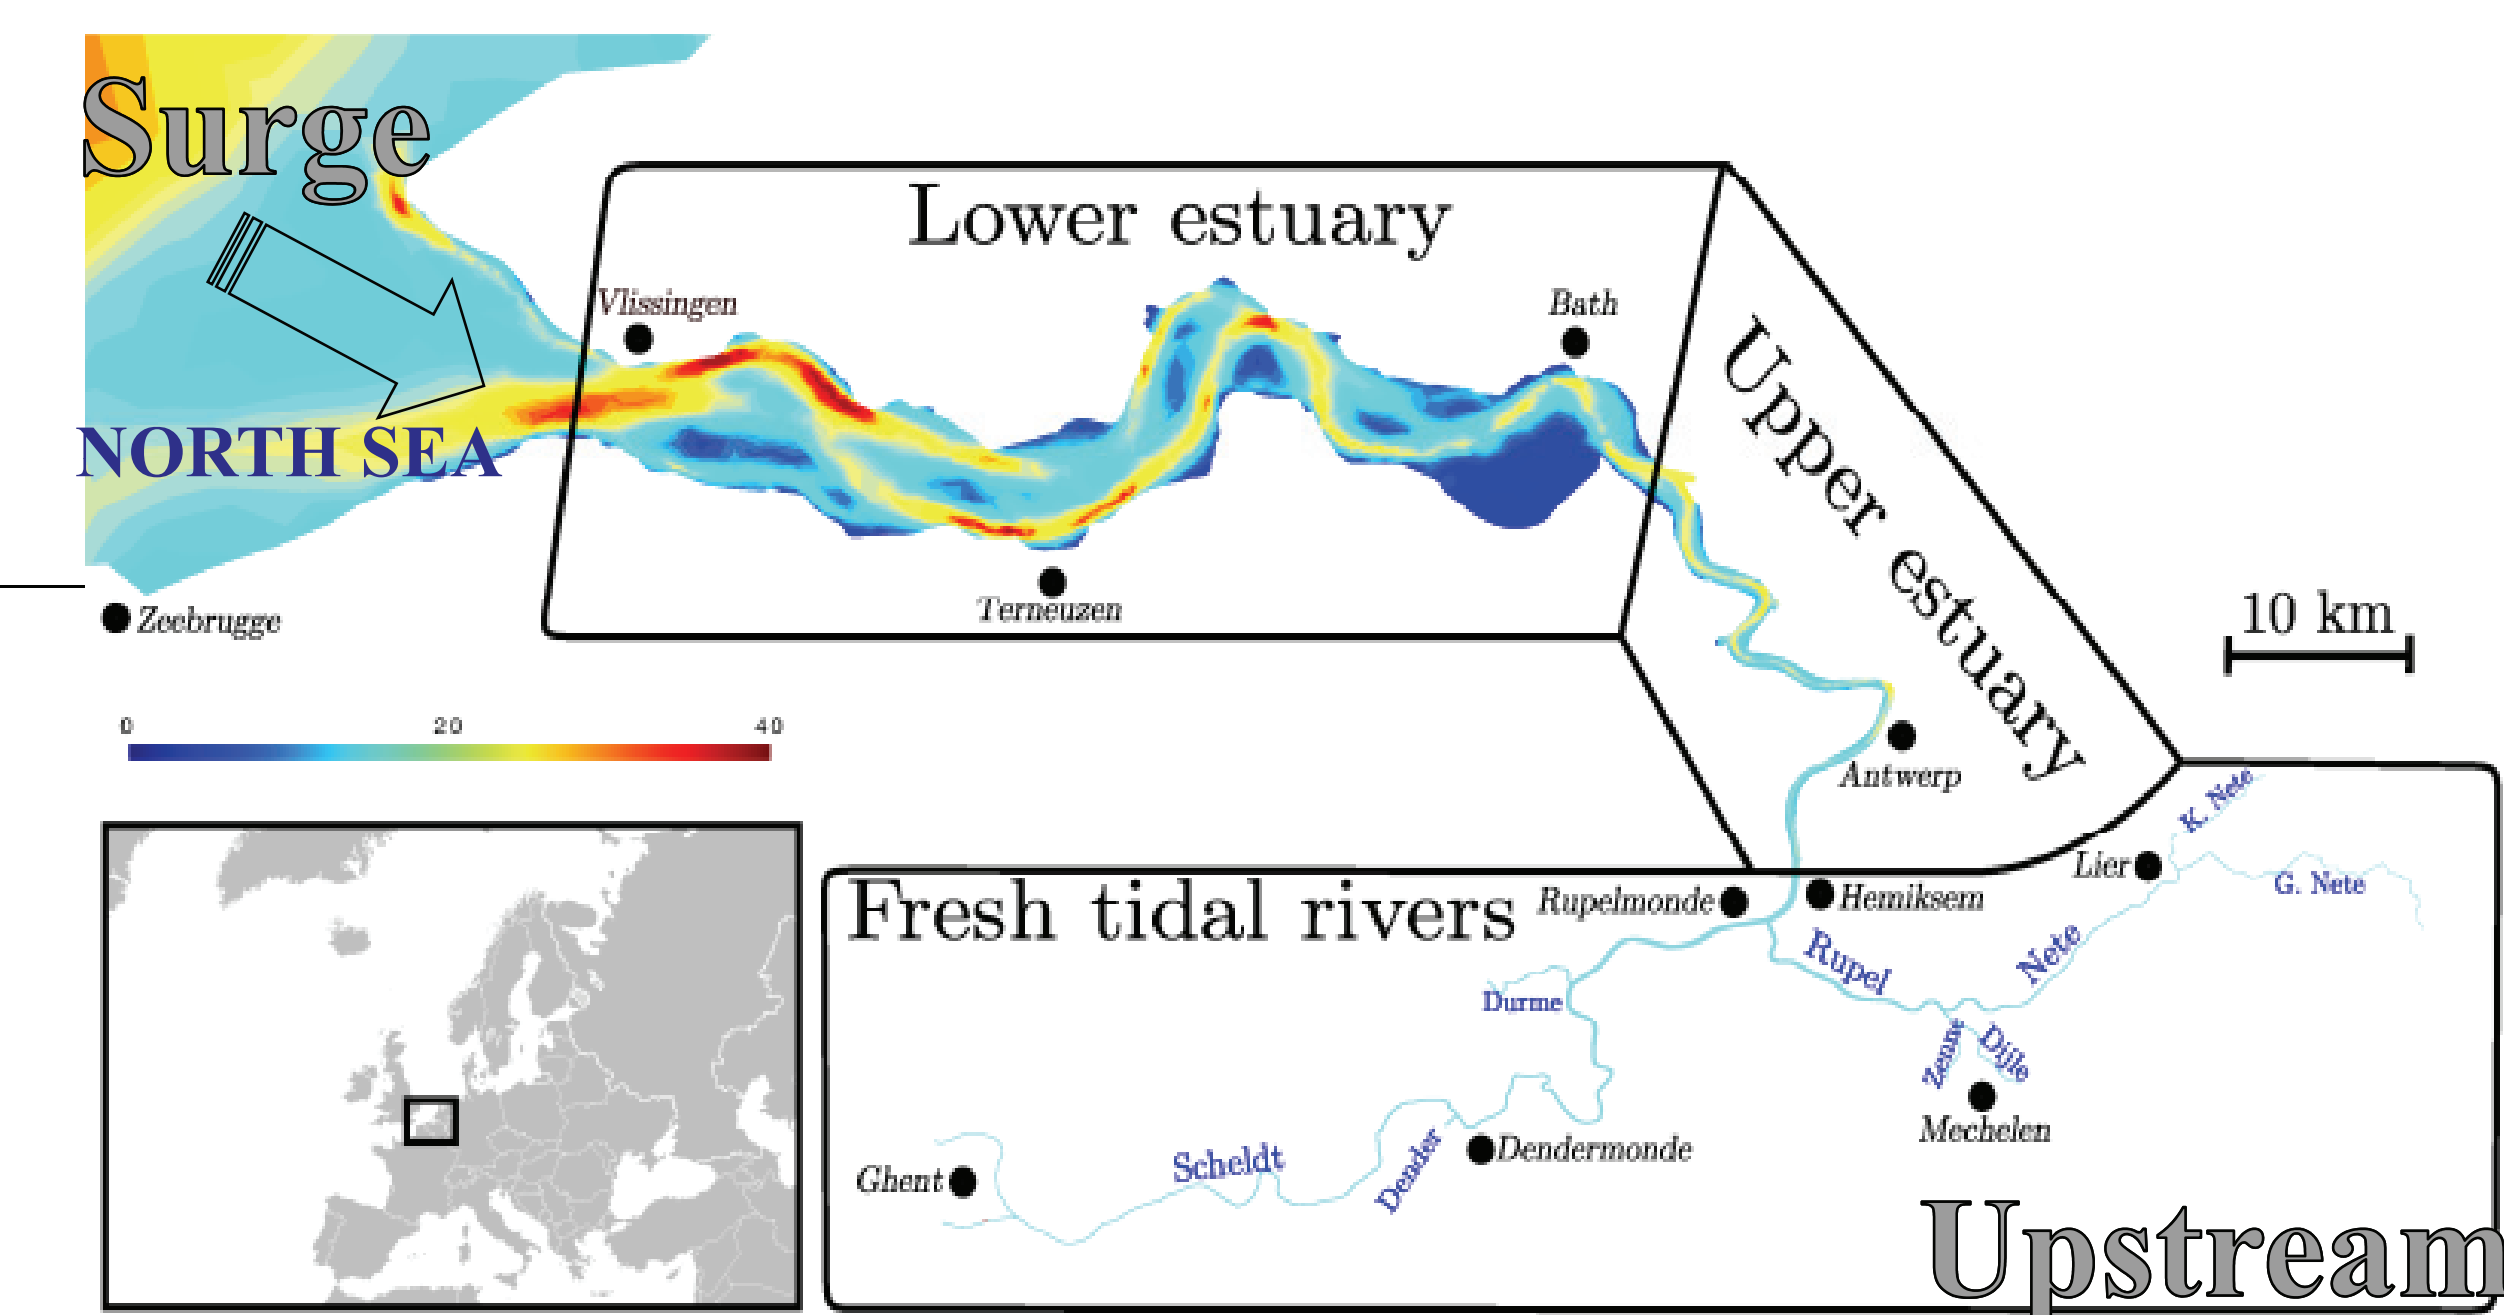 Surge
NORTH SEA
Lower estuary
Vlissingen
Bath
Terneuzen
Zeebrugge
Upper estuary
10 km
0 20 40
Antwerp
K. Nete
Lier
G. Nete
Fresh tidal rivers
Rupelmonde
Hemiksem
Rupel
Nete
Durme
Zenne
Dijle
Mechelen
Dendermonde
Dender
Scheldt
Ghent
Upstream